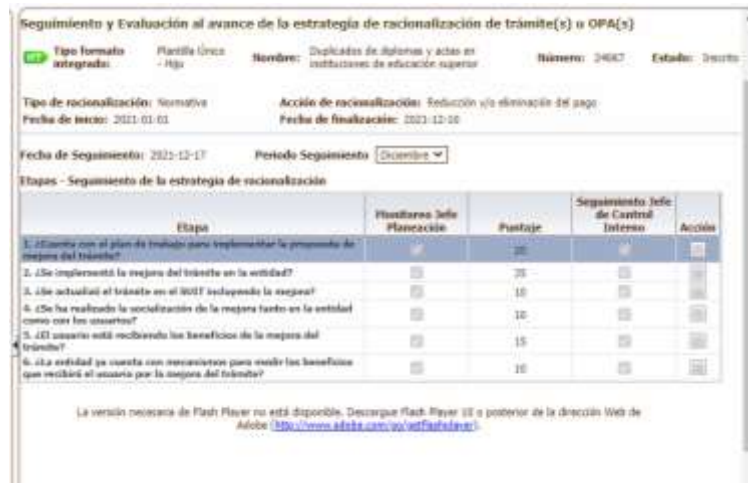 Seguimiento y Evaluación al avance de la estrategia de racionalización de trámite(s) u OPA(s)
Tipo formato integrado: Plantilla Único - Hijo Nombre: Duplicados de diplomas y actas en instituciones de educación superior Número: 24667 Estado: Inscrito
Tipo de racionalización: Normativa Acción de racionalización: Reducción y/o eliminación del pago
Fecha de inicio: 2021-01-01 Fecha de finalización: 2021-12-10
Fecha de Seguimiento: 2021-12-17 Periodo Seguimiento Diciembre
Etapas - Seguimiento de la estrategia de racionalización
Etapa Monitoreo Jefe Planeación Puntaje Seguimiento Jefe de Control Interno Acción
1. ¿Cuenta con el plan de trabajo para implementar la propuesta de mejora del trámite? 20
2. ¿Se implementó la mejora del trámite en la entidad? 35
3. ¿Se actualizó el trámite en el SUIT incluyendo la mejora? 10
4. ¿Se ha realizado la socialización de la mejora tanto en la entidad como con los usuarios? 10
5. ¿El usuario está recibiendo los beneficios de la mejora del trámite? 15
6. ¿La entidad ya cuenta con mecanismos para medir los beneficios que recibirá el usuario por la mejora del trámite? 10
La versión necesaria de Flash Player no está disponible. Descargue Flash Player 10 o posterior de la dirección Web de
Adobe (http://www.adobe.com/go/getflashplayer).